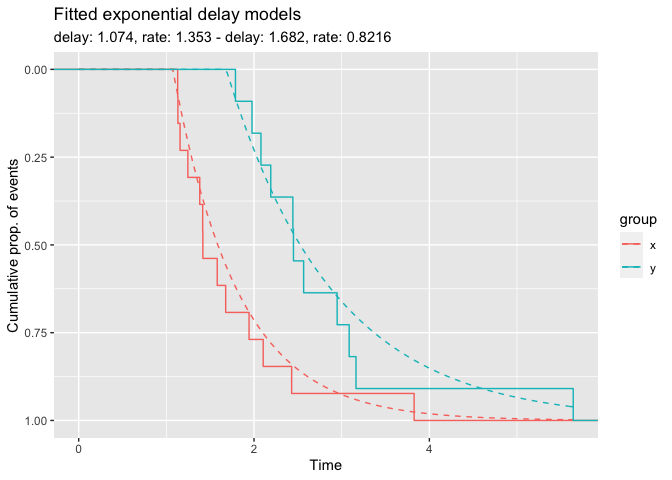 Fitted exponential delay models
delay: 1.074, rate: 1.353 - delay: 1.682, rate: 0.8216
Cumulative prop. of events
0.00
0.25
0.50
0.75
1.00
0
2
4
Time
group
x
y